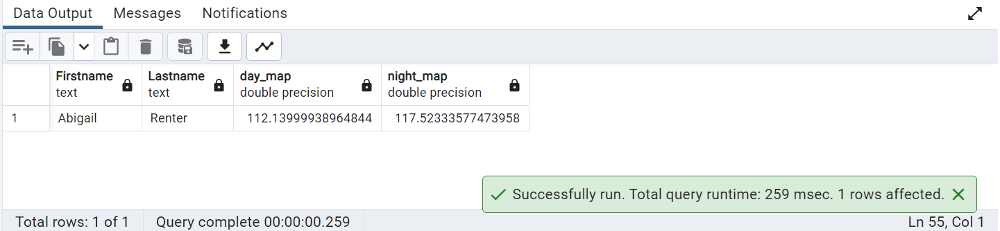 Data Output Messages Notifications
Firstname Lastname day_map night_map
text text double precision double precision
1 Abigail Renter 112.13999938964844 117.52333577473958
Successfully run. Total query runtime: 259 msec. 1 rows affected.
Total rows: 1 of 1 Query complete 00:00:00.259 Ln 55, Col 1